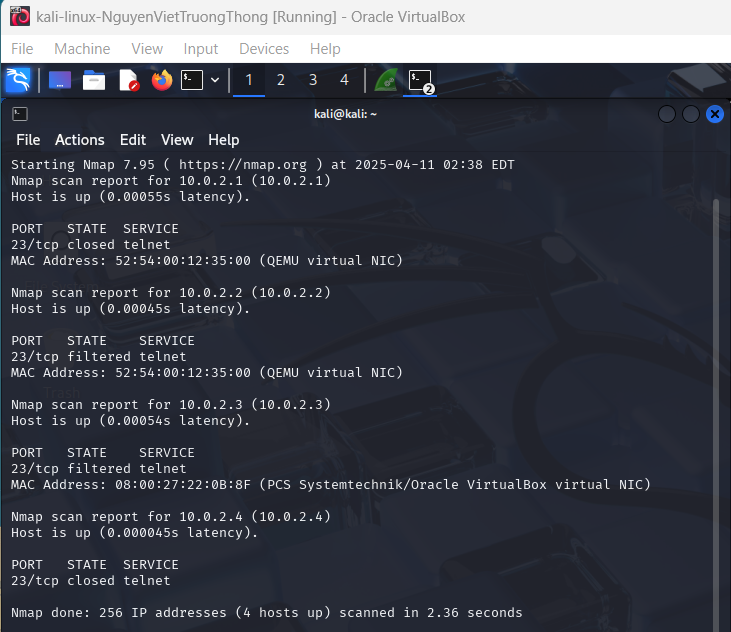 kali-linux-NguyenVietTruongThong [Running] - Oracle VirtualBox
File Machine View Input Devices Help
1 2 3 4 2
kali@kali: ~
File Actions Edit View Help
Starting Nmap 7.95 ( https://nmap.org ) at 2025-04-11 02:38 EDT
Nmap scan report for 10.0.2.1 (10.0.2.1)
Host is up (0.00055s latency).
PORT   STATE  SERVICE
23/tcp closed telnet
MAC Address: 52:54:00:12:35:00 (QEMU virtual NIC)
Nmap scan report for 10.0.2.2 (10.0.2.2)
Host is up (0.00045s latency).
PORT   STATE    SERVICE
23/tcp filtered telnet
MAC Address: 52:54:00:12:35:00 (QEMU virtual NIC)
Nmap scan report for 10.0.2.3 (10.0.2.3)
Host is up (0.00054s latency).
PORT   STATE    SERVICE
23/tcp filtered telnet
MAC Address: 08:00:27:22:0B:8F (PCS Systemtechnik/Oracle VirtualBox virtual NIC)
Nmap scan report for 10.0.2.4 (10.0.2.4)
Host is up (0.000045s latency).
PORT   STATE  SERVICE
23/tcp closed telnet
Nmap done: 256 IP addresses (4 hosts up) scanned in 2.36 seconds